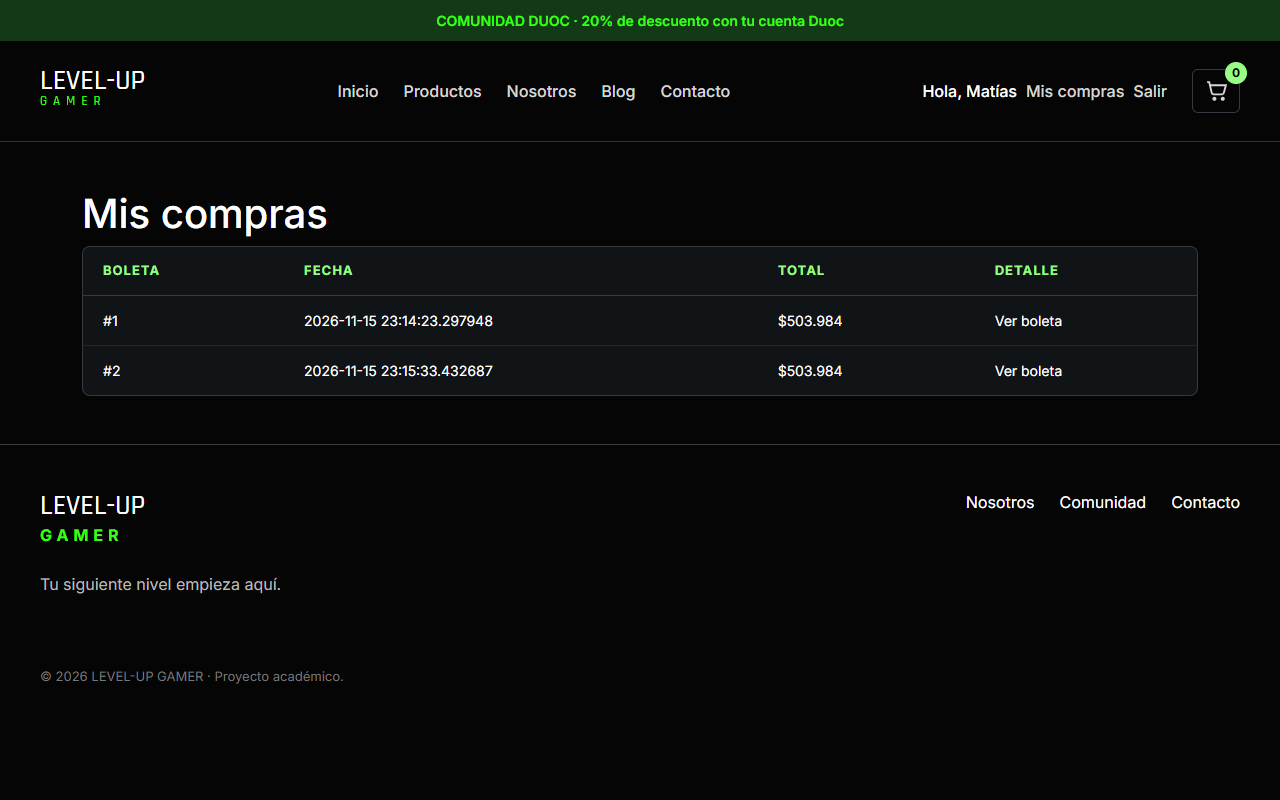 COMUNIDAD DUOC · 20% de descuento con tu cuenta Duoc
LEVEL-UP
GAMER
Inicio Productos Nosotros Blog Contacto
Hola, Matías Mis compras Salir
0
Mis compras
BOLETA FECHA TOTAL DETALLE
#1 2026-11-15 23:14:23.297948 $503.984 Ver boleta
#2 2026-11-15 23:15:33.432687 $503.984 Ver boleta
LEVEL-UP
GAMER
Nosotros Comunidad Contacto
Tu siguiente nivel empieza aquí.
© 2026 LEVEL-UP GAMER · Proyecto académico.